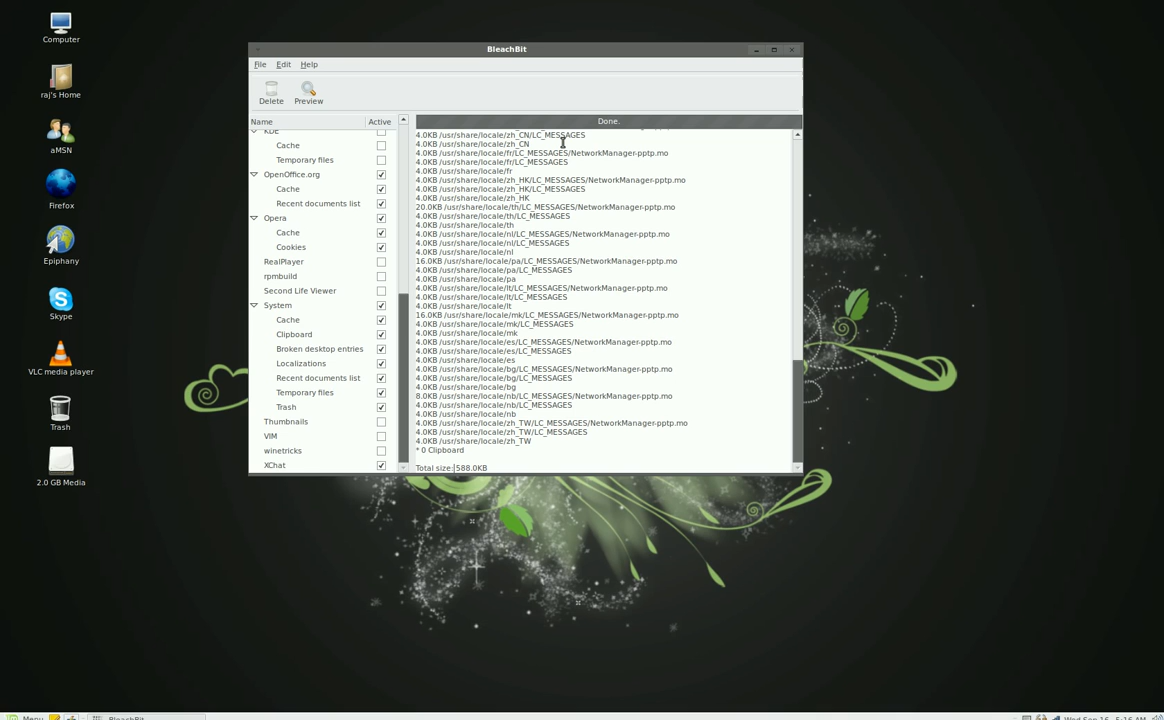 Computer
raj's Home
aMSN
Firefox
Epiphany
Skype
VLC media player
Trash
2.0 GB Media
BleachBit
File Edit Help
Delete Preview
Name Active
KDE
Cache
Temporary files
OpenOffice.org
Cache
Recent documents list
Opera
Cache
Cookies
RealPlayer
rpmbuild
Second Life Viewer
System
Cache
Clipboard
Broken desktop entries
Localizations
Recent documents list
Temporary files
Trash
Thumbnails
VIM
winetricks
XChat
Done.
4.0KB /usr/share/locale/zh_CN/LC_MESSAGES
4.0KB /usr/share/locale/zh_CN
4.0KB /usr/share/locale/fr/LC_MESSAGES/NetworkManager-pptp.mo
4.0KB /usr/share/locale/fr/LC_MESSAGES
4.0KB /usr/share/locale/fr
4.0KB /usr/share/locale/zh_HK/LC_MESSAGES/NetworkManager-pptp.mo
4.0KB /usr/share/locale/zh_HK/LC_MESSAGES
4.0KB /usr/share/locale/zh_HK
20.0KB /usr/share/locale/th/LC_MESSAGES/NetworkManager-pptp.mo
4.0KB /usr/share/locale/th/LC_MESSAGES
4.0KB /usr/share/locale/th
4.0KB /usr/share/locale/nl/LC_MESSAGES/NetworkManager-pptp.mo
4.0KB /usr/share/locale/nl/LC_MESSAGES
4.0KB /usr/share/locale/nl
16.0KB /usr/share/locale/pa/LC_MESSAGES/NetworkManager-pptp.mo
4.0KB /usr/share/locale/pa/LC_MESSAGES
4.0KB /usr/share/locale/pa
4.0KB /usr/share/locale/lt/LC_MESSAGES/NetworkManager-pptp.mo
4.0KB /usr/share/locale/lt/LC_MESSAGES
4.0KB /usr/share/locale/lt
16.0KB /usr/share/locale/mk/LC_MESSAGES/NetworkManager-pptp.mo
4.0KB /usr/share/locale/mk/LC_MESSAGES
4.0KB /usr/share/locale/mk
4.0KB /usr/share/locale/es/LC_MESSAGES/NetworkManager-pptp.mo
4.0KB /usr/share/locale/es/LC_MESSAGES
4.0KB /usr/share/locale/es
4.0KB /usr/share/locale/bg/LC_MESSAGES/NetworkManager-pptp.mo
4.0KB /usr/share/locale/bg/LC_MESSAGES
4.0KB /usr/share/locale/bg
8.0KB /usr/share/locale/nb/LC_MESSAGES/NetworkManager-pptp.mo
4.0KB /usr/share/locale/nb/LC_MESSAGES
4.0KB /usr/share/locale/nb
4.0KB /usr/share/locale/zh_TW/LC_MESSAGES/NetworkManager-pptp.mo
4.0KB /usr/share/locale/zh_TW/LC_MESSAGES
4.0KB /usr/share/locale/zh_TW
* 0 Clipboard
Total size: 588.0KB
Menu BleachBit Wed Sep 16, 5:16 AM